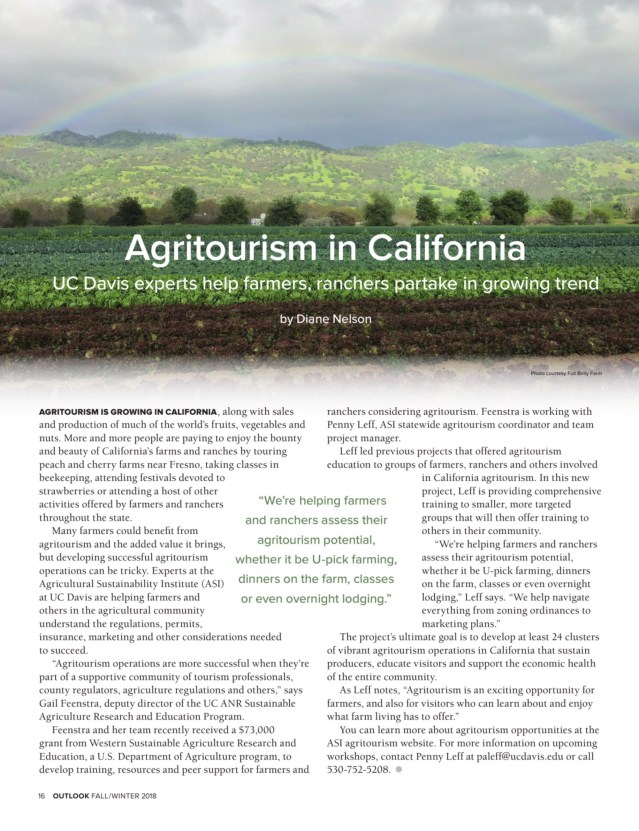 Agritourism in California
UC Davis experts help farmers, ranchers partake in growing trend
by Diane Nelson
Photo courtesy Full Belly Farm
AGRITOURISM IS GROWING IN CALIFORNIA, along with sales
and production of much of the world's fruits, vegetables and
nuts. More and more people are paying to enjoy the bounty
and beauty of California's farms and ranches by touring
peach and cherry farms near Fresno, taking classes in
beekeeping, attending festivals devoted to
strawberries or attending a host of other
activities offered by farmers and ranchers
throughout the state.
Many farmers could benefit from
agritourism and the added value it brings,
but developing successful agritourism
operations can be tricky. Experts at the
Agricultural Sustainability Institute (ASI)
at UC Davis are helping farmers and
others in the agricultural community
understand the regulations, permits,
insurance, marketing and other considerations needed
to succeed.
"Agritourism operations are more successful when they're
part of a supportive community of tourism professionals,
county regulators, agriculture regulations and others," says
Gail Feenstra, deputy director of the UC ANR Sustainable
Agriculture Research and Education Program.
Feenstra and her team recently received a $73,000
grant from Western Sustainable Agriculture Research and
Education, a U.S. Department of Agriculture program, to
develop training, resources and peer support for farmers and
"We're helping farmers
and ranchers assess their
agritourism potential,
whether it be U-pick farming,
dinners on the farm, classes
or even overnight lodging."
ranchers considering agritourism. Feenstra is working with
Penny Leff, ASI statewide agritourism coordinator and team
project manager.
Leff led previous projects that offered agritourism
education to groups of farmers, ranchers and others involved
in California agritourism. In this new
project, Leff is providing comprehensive
training to smaller, more targeted
groups that will then offer training to
others in their community.
"We're helping farmers and ranchers
assess their agritourism potential,
whether it be U-pick farming, dinners
on the farm, classes or even overnight
lodging," Leff says. "We help navigate
everything from zoning ordinances to
marketing plans."
The project's ultimate goal is to develop at least 24 clusters
of vibrant agritourism operations in California that sustain
producers, educate visitors and support the economic health
of the entire community.
As Leff notes, "Agritourism is an exciting opportunity for
farmers, and also for visitors who can learn about and enjoy
what farm living has to offer."
You can learn more about agritourism opportunities at the
ASI agritourism website. For more information on upcoming
workshops, contact Penny Leff at paleff@ucdavis.edu or call
530-752-5208.
16 OUTLOOK FALL/WINTER 2018